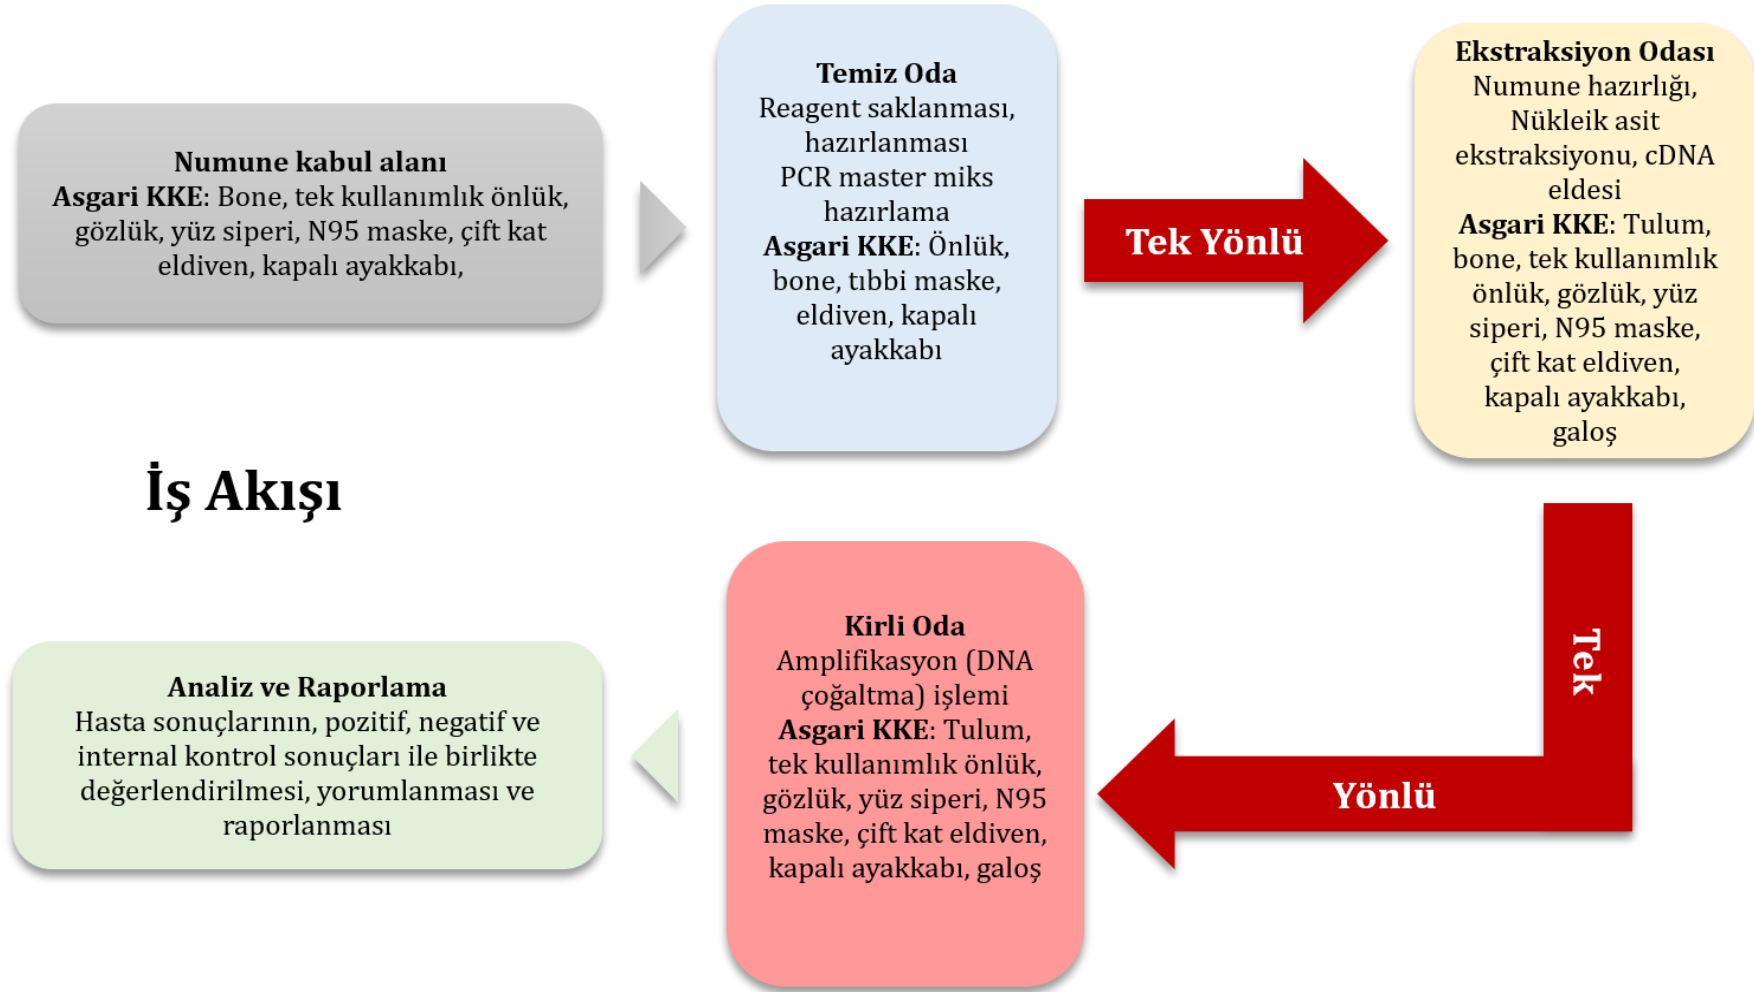 Numune kabul alanı
Asgari KKE: Bone, tek kullanımlık önlük,
gözlük, yüz siperi, N95 maske, çift kat
eldiven, kapalı ayakkabı,
Temiz Oda
Reagent saklanması,
hazırlanması
PCR master miks
hazırlama
Asgari KKE: Önlük,
bone, tıbbi maske,
eldiven, kapalı
ayakkabı
Tek Yönlü
Ekstraksiyon Odası
Numune hazırlığı,
Nükleik asit
ekstraksiyonu, cDNA
eldesi
Asgari KKE: Tulum,
bone, tek kullanımlık
önlük, gözlük, yüz
siperi, N95 maske,
çift kat eldiven,
kapalı ayakkabı,
galoş
İş Akışı
Tek
Yönlü
Kirli Oda
Amplifikasyon (DNA
çoğaltma) işlemi
Asgari KKE: Tulum,
tek kullanımlık önlük,
gözlük, yüz siperi, N95
maske, çift kat eldiven,
kapalı ayakkabı, galoş
Analiz ve Raporlama
Hasta sonuçlarının, pozitif, negatif ve
internal kontrol sonuçları ile birlikte
değerlendirilmesi, yorumlanması ve
raporlanması